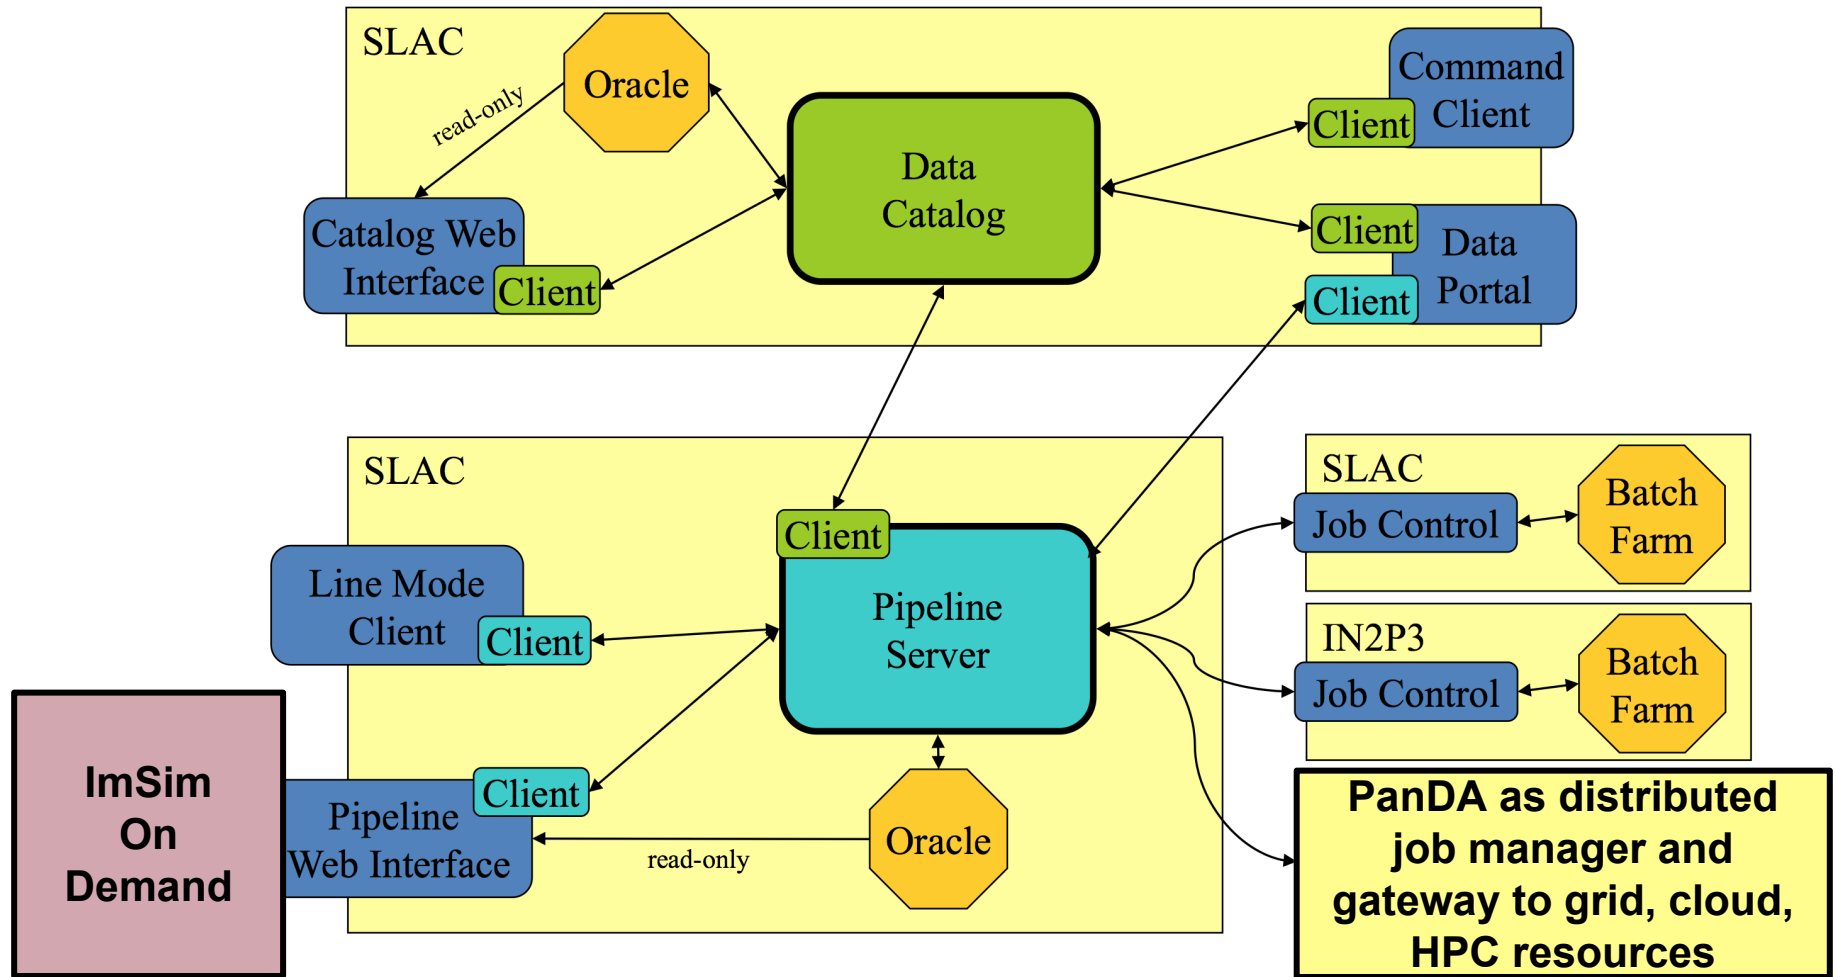 SLAC
Oracle
read-only
Catalog Web
Interface
Client
Data
Catalog
Command
Client
Client
Client
Data
Portal
Client
SLAC
Client
Pipeline
Server
Line Mode
Client
Client
Client
Pipeline
Web Interface
read-only
Oracle
ImSim
On
Demand
SLAC
Job Control
Batch
Farm
IN2P3
Job Control
Batch
Farm
PanDA as distributed
job manager and
gateway to grid, cloud,
HPC resources